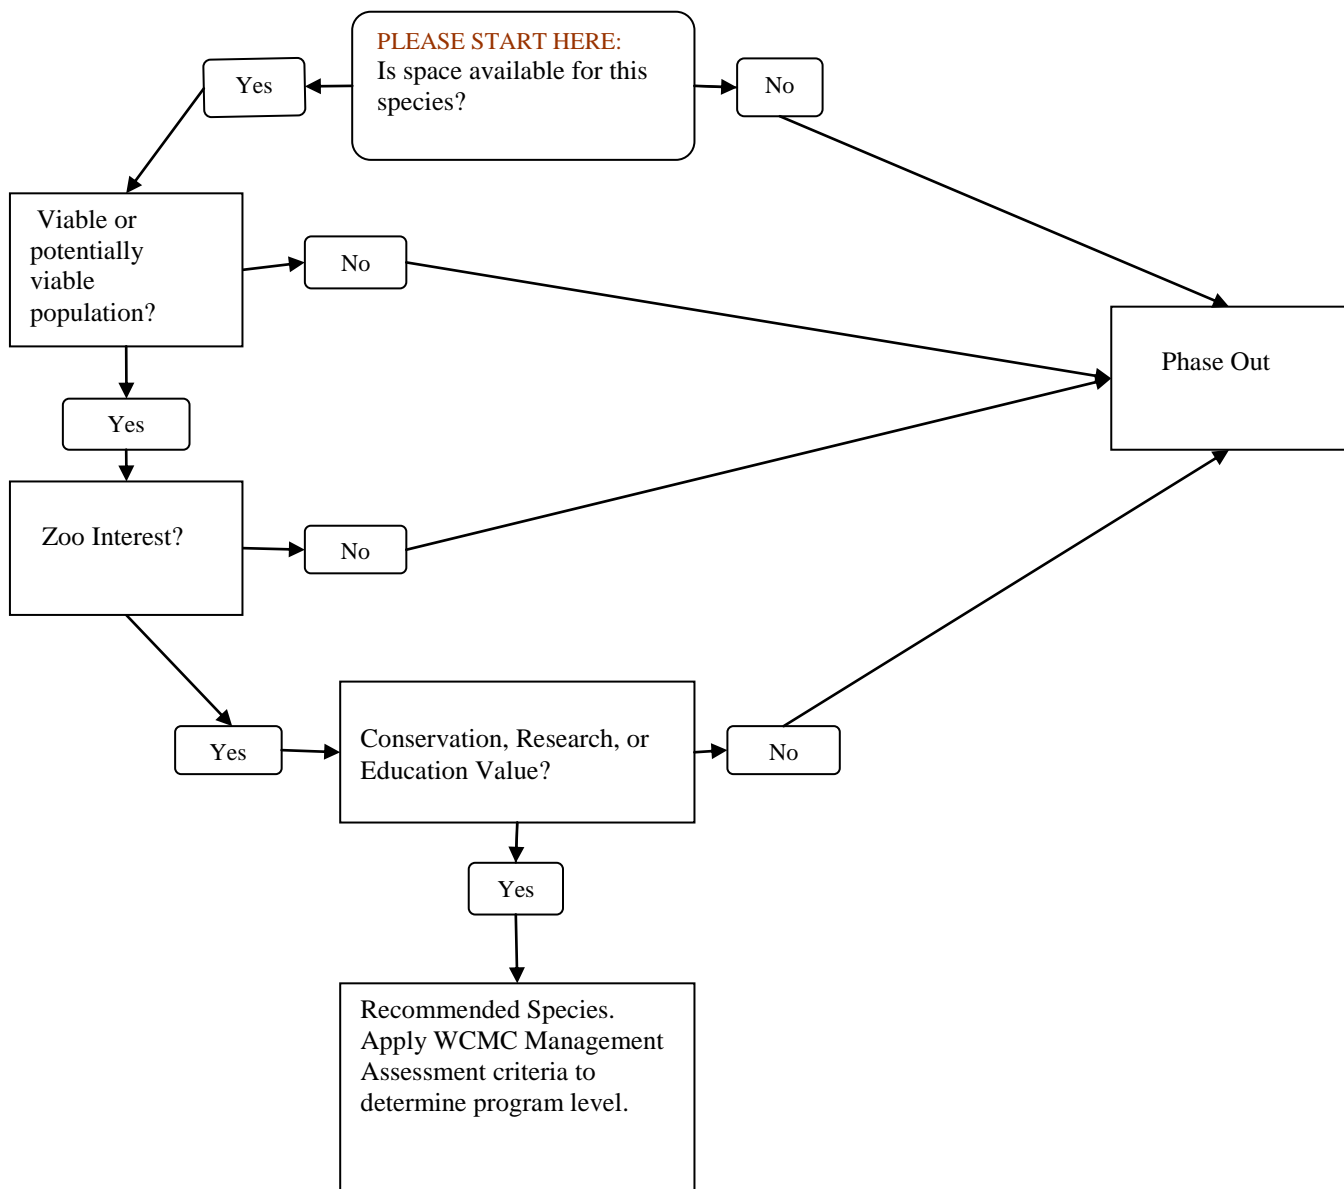 PLEASE START HERE:
Is space available for this
species?
Yes
No
Viable or
potentially
viable
population?
No
Phase Out
Yes
Zoo Interest?
No
Yes
Conservation, Research, or
Education Value?
No
Yes
Recommended Species.
Apply WCMC Management
Assessment criteria to
determine program level.